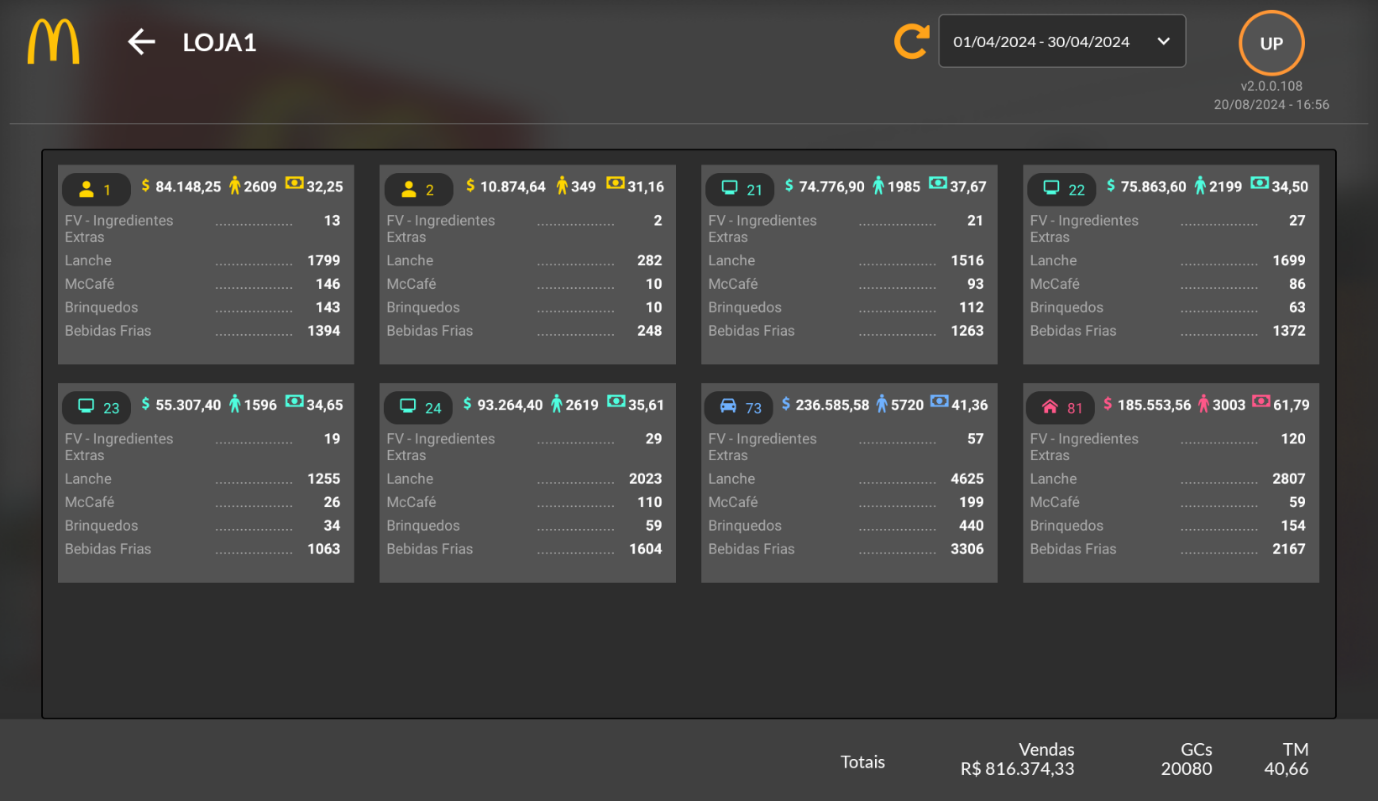 LOJA1
01/04/2024 - 30/04/2024
UP
v2.0.0.108
20/08/2024 - 16:56
1 $ 84.148,25 2609 32,25
FV - Ingredientes Extras .................... 13
Lanche .................... 1799
McCafé .................... 146
Brinquedos .................... 143
Bebidas Frias .................... 1394
2 $ 10.874,64 349 31,16
FV - Ingredientes Extras .................... 2
Lanche .................... 282
McCafé .................... 10
Brinquedos .................... 10
Bebidas Frias .................... 248
21 $ 74.776,90 1985 37,67
FV - Ingredientes Extras .................... 21
Lanche .................... 1516
McCafé .................... 93
Brinquedos .................... 112
Bebidas Frias .................... 1263
22 $ 75.863,60 2199 34,50
FV - Ingredientes Extras .................... 27
Lanche .................... 1699
McCafé .................... 86
Brinquedos .................... 63
Bebidas Frias .................... 1372
23 $ 55.307,40 1596 34,65
FV - Ingredientes Extras .................... 19
Lanche .................... 1255
McCafé .................... 26
Brinquedos .................... 34
Bebidas Frias .................... 1063
24 $ 93.264,40 2619 35,61
FV - Ingredientes Extras .................... 29
Lanche .................... 2023
McCafé .................... 110
Brinquedos .................... 59
Bebidas Frias .................... 1604
73 $ 236.585,58 5720 41,36
FV - Ingredientes Extras .................... 57
Lanche .................... 4625
McCafé .................... 199
Brinquedos .................... 440
Bebidas Frias .................... 3306
81 $ 185.553,56 3003 61,79
FV - Ingredientes Extras .................... 120
Lanche .................... 2807
McCafé .................... 59
Brinquedos .................... 154
Bebidas Frias .................... 2167
Totais
Vendas
R$ 816.374,33
GCs
20080
TM
40,66